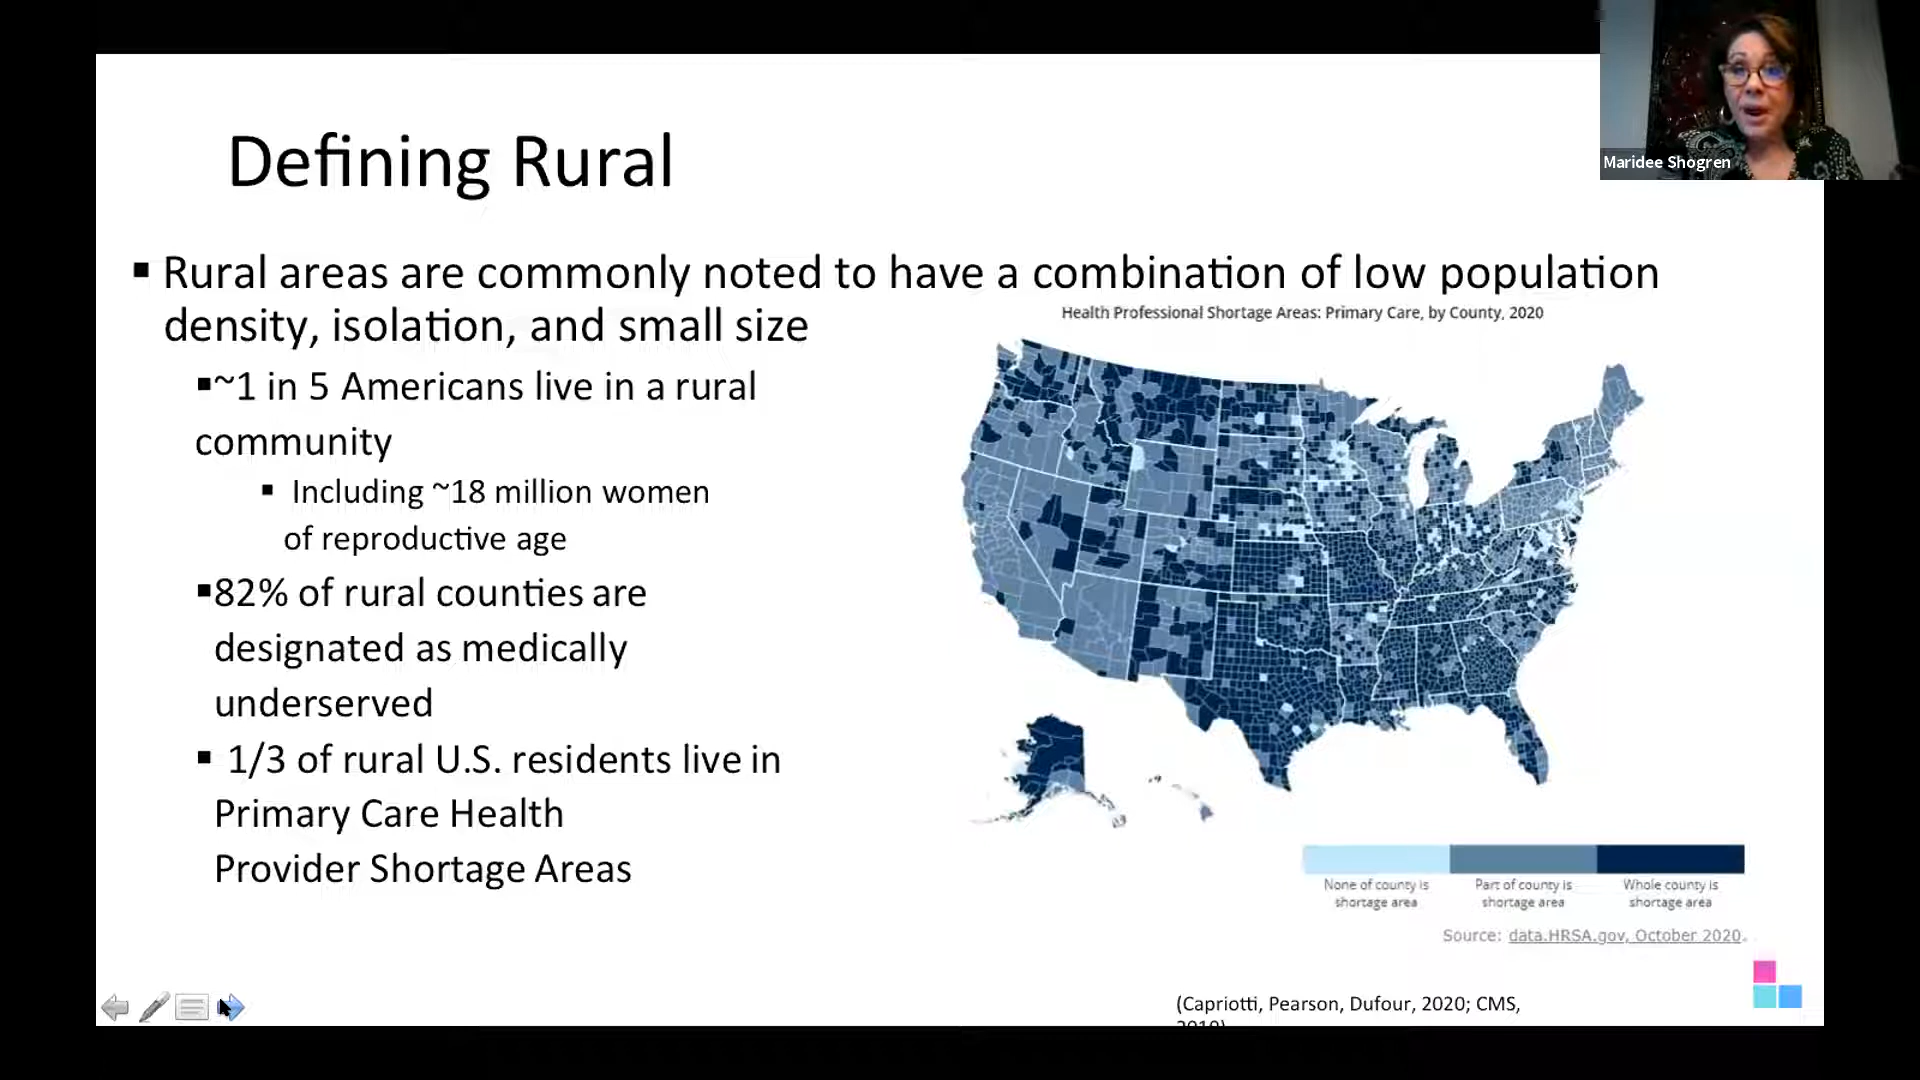 Maridee Shogren
Defining Rural
▪ Rural areas are commonly noted to have a combination of low population
density, isolation, and small size
▪~1 in 5 Americans live in a rural
community
▪ Including ~18 million women
of reproductive age
▪82% of rural counties are
designated as medically
underserved
▪ 1/3 of rural U.S. residents live in
Primary Care Health
Provider Shortage Areas
Health Professional Shortage Areas: Primary Care, by County, 2020
None of county is
shortage area
Part of county is
shortage area
Whole county is
shortage area
Source: data.HRSA.gov, October 2020.
(Capriotti, Pearson, Dufour, 2020; CMS,
2019)